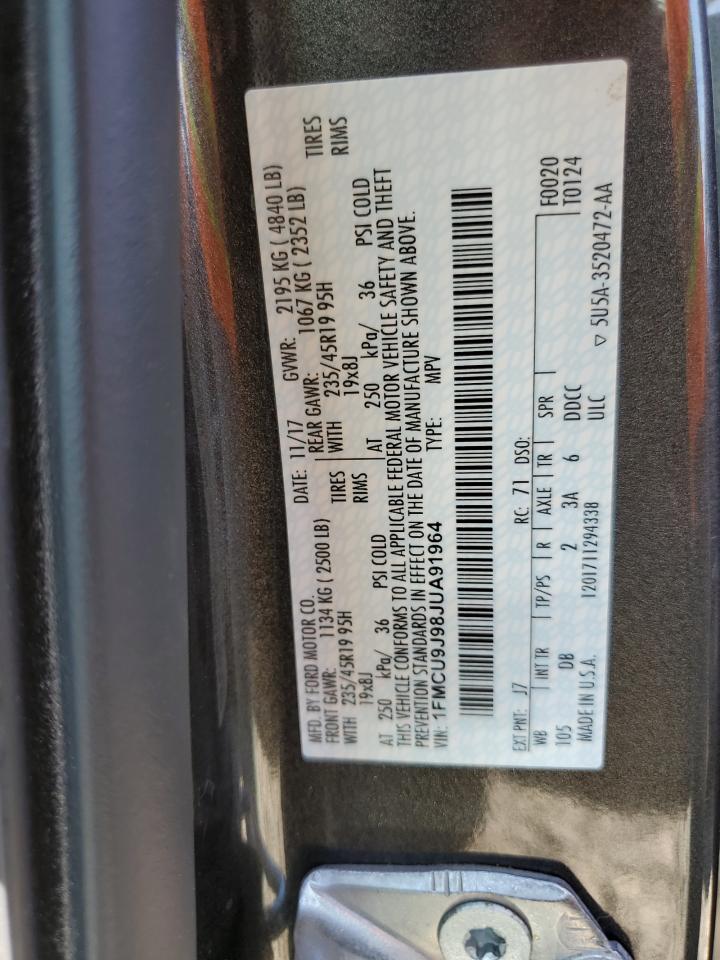 MFD. BY FORD MOTOR CO.
DATE: 11/17 GVWR: 2195 KG ( 4840 LB)
FRONT GAWR: 1134 KG ( 2500 LB)
REAR GAWR: 1067 KG ( 2352 LB)
WITH 235/45R19 95H TIRES
WITH 235/45R19 95H TIRES
19x8J RIMS
19x8J RIMS
AT 250 kPa/ 36 PSI COLD
AT 250 kPa/ 36 PSI COLD
THIS VEHICLE CONFORMS TO ALL APPLICABLE FEDERAL MOTOR VEHICLE SAFETY AND THEFT
PREVENTION STANDARDS IN EFFECT ON THE DATE OF MANUFACTURE SHOWN ABOVE.
VIN: 1FMCU9J98JUA91964 TYPE: MPV
EXT PNT: J7 RC: 71 DSO: F0020
WB INT TR TP/PS R AXLE TR SPR T0124
105 DB 2 3A 6 DDCC
MADE IN U.S.A. 1201711294338 ULC ▽ 5U5A-3520472-AA